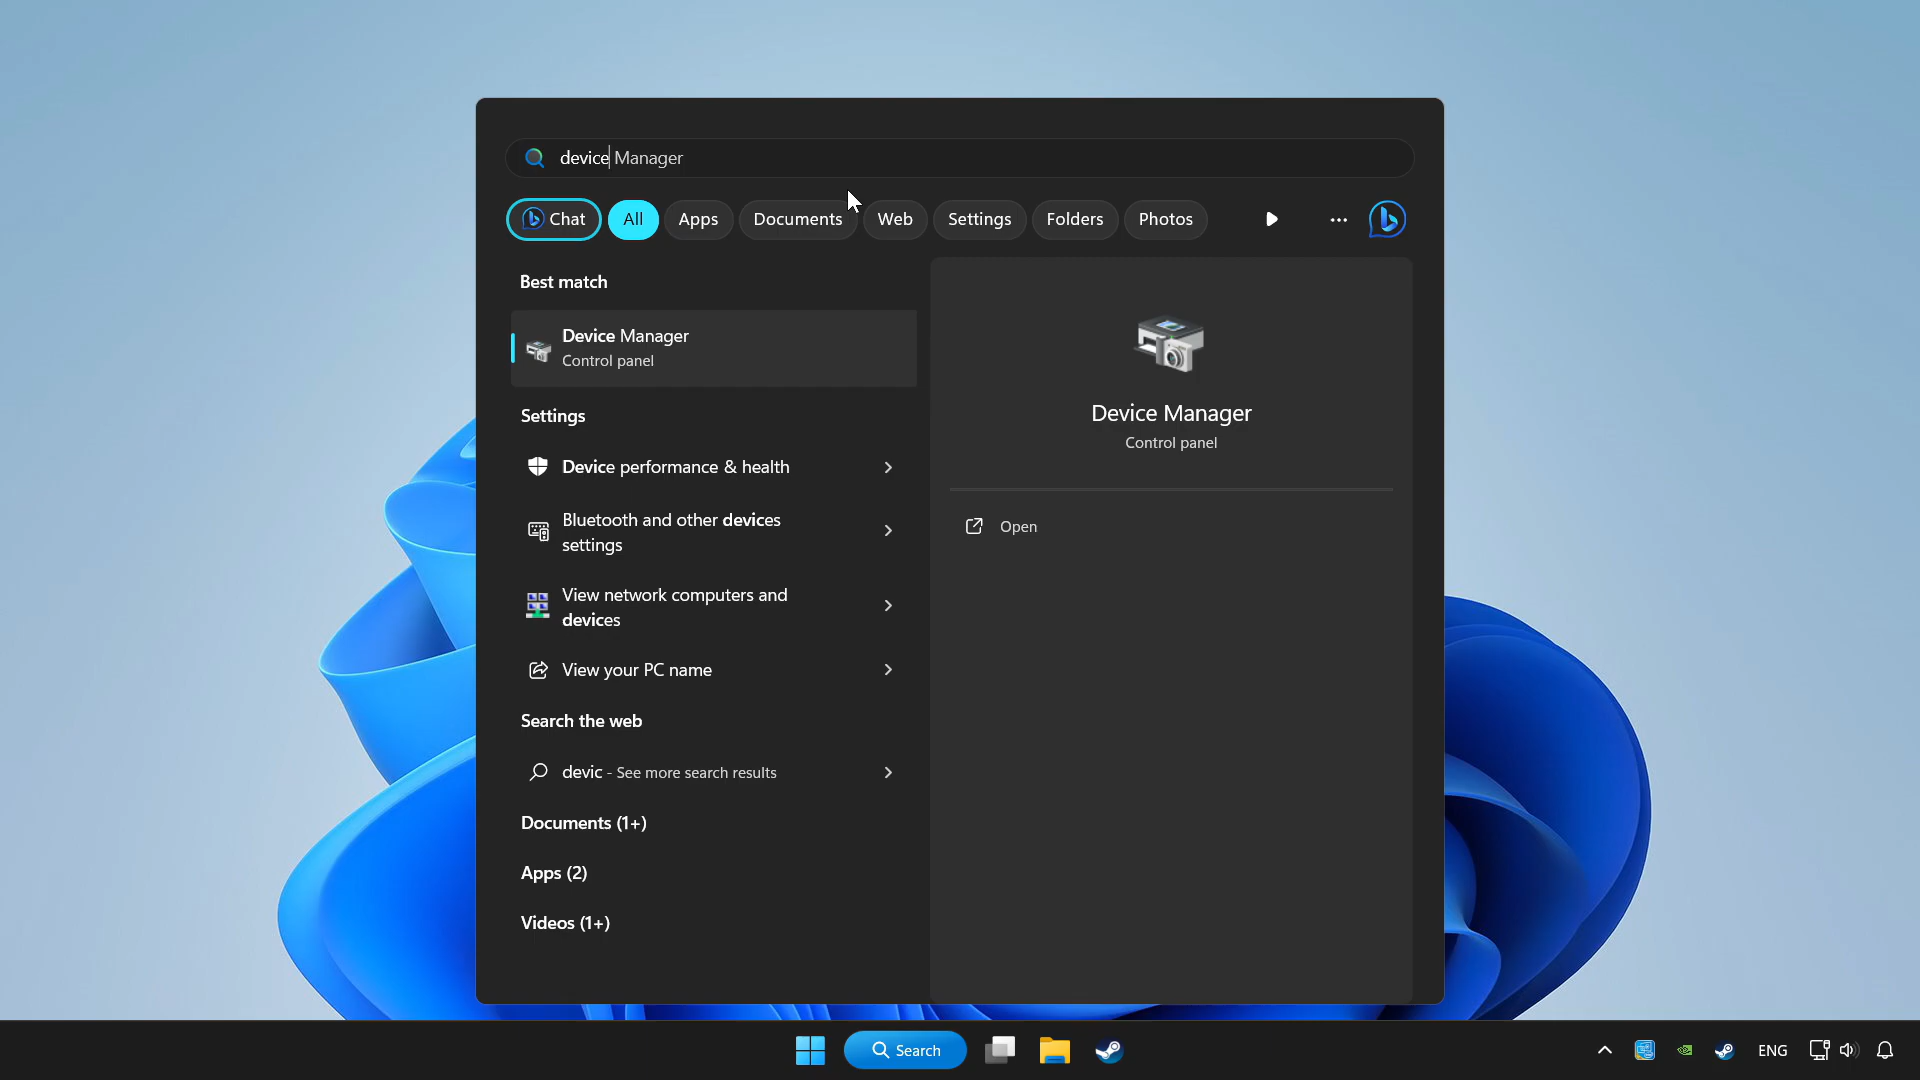 device Manager
Chat All Apps Documents Web Settings Folders Photos
Best match
Device Manager
Control panel
Settings
Device performance & health
Bluetooth and other devices
settings
View network computers and
devices
View your PC name
Search the web
devic - See more search results
Documents (1+)
Apps (2)
Videos (1+)
Device Manager
Control panel
Open
Search
ENG